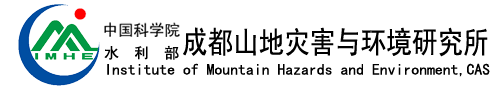 IMHE
中国科学院
水利部
成都山地灾害与环境研究所
Institute of Mountain Hazards and Environment,CAS